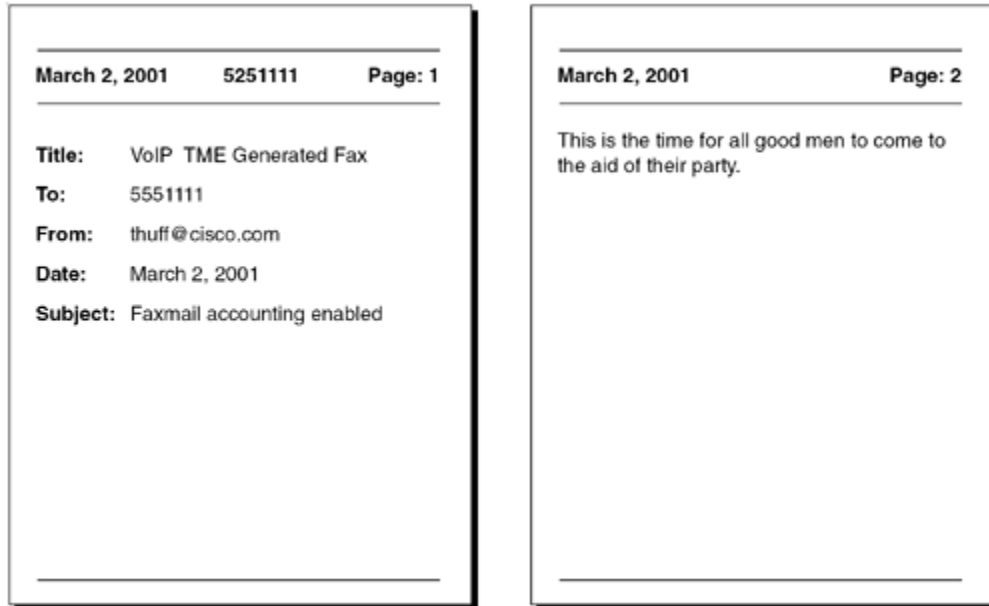 March 2, 2001 5251111 Page: 1
Title: VoIP TME Generated Fax
To: 5551111
From: thuff@cisco.com
Date: March 2, 2001
Subject: Faxmail accounting enabled
March 2, 2001 Page: 2
This is the time for all good men to come to
the aid of their party.